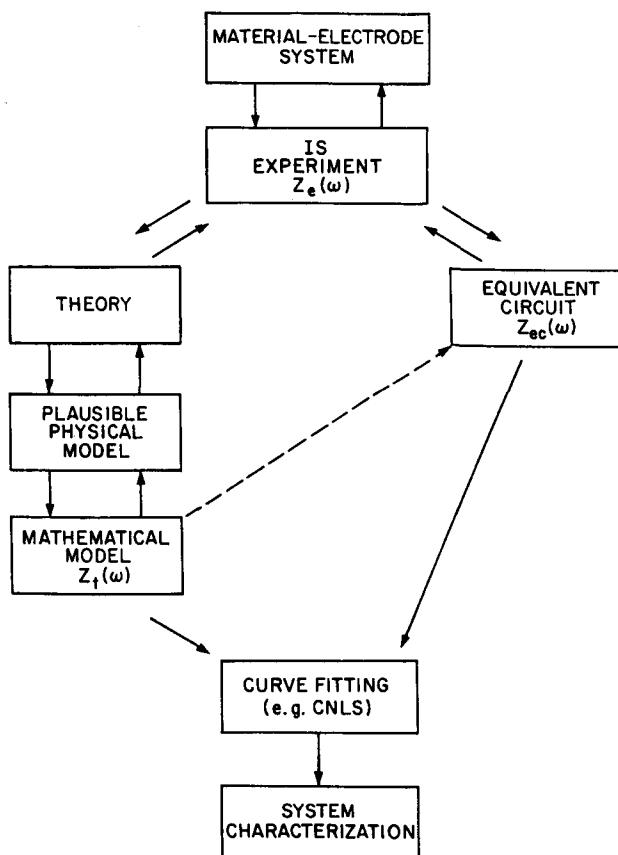 MATERIAL-ELECTRODE
SYSTEM
IS
EXPERIMENT
Z_e(ω)
THEORY
EQUIVALENT
CIRCUIT
Z_ec(ω)
PLAUSIBLE
PHYSICAL
MODEL
MATHEMATICAL
MODEL
Z_t(ω)
CURVE FITTING
(e.g. CNLS)
SYSTEM
CHARACTERIZATION